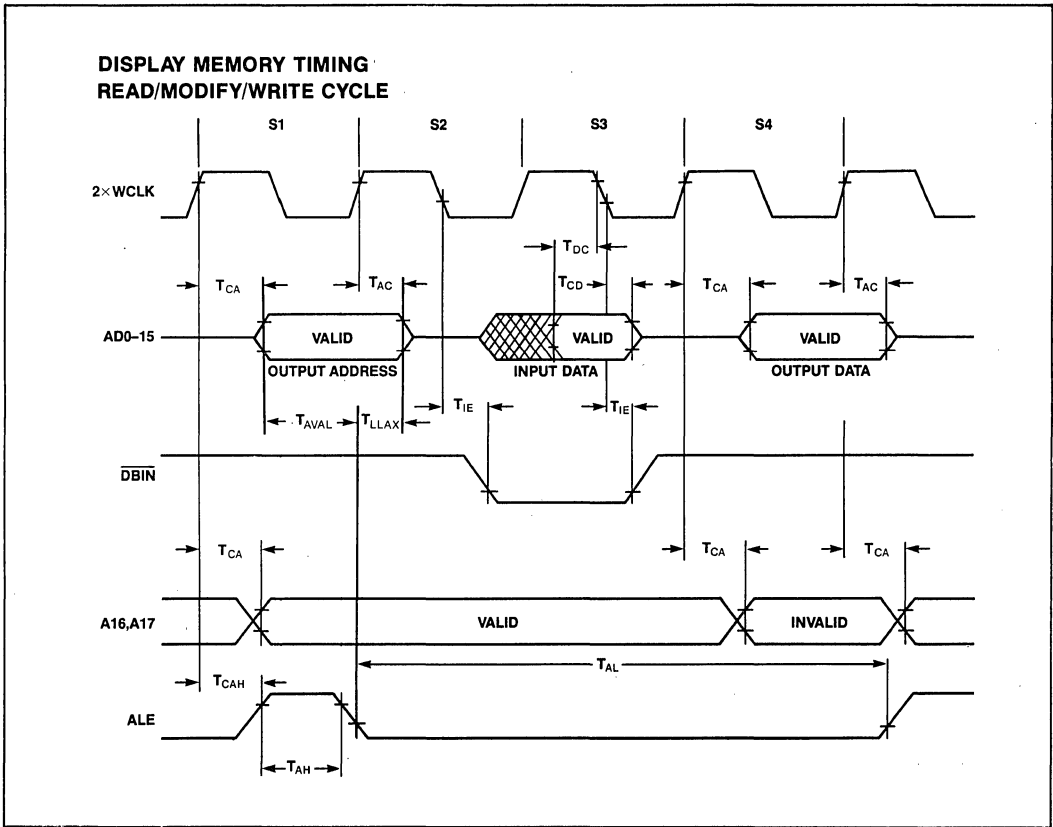 DISPLAY MEMORY TIMING
READ/MODIFY/WRITE CYCLE
S1 S2 S3 S4
2×WCLK
TDC
TCA TAC TCD TCA TAC
AD0–15 VALID VALID VALID
OUTPUT ADDRESS INPUT DATA OUTPUT DATA
TAVAL TLLAX TIE TIE
DBIN
TCA TCA TCA
A16,A17 VALID INVALID
TAL
TCAH
ALE
TAH